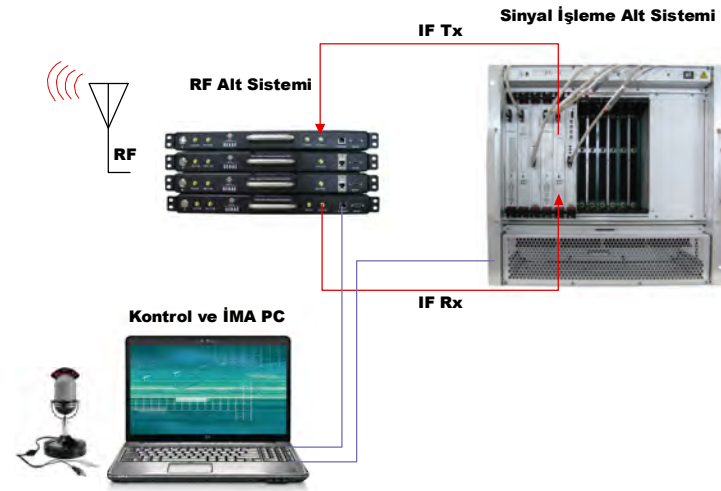 Sinyal İşleme Alt Sistemi
IF Tx
RF Alt Sistemi
RF
IF Rx
Kontrol ve İMA PC